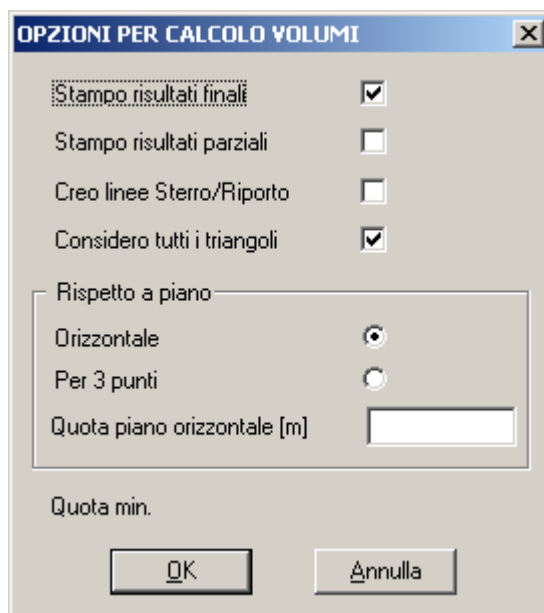 OPZIONI PER CALCOLO VOLUMI
Stampo risultati finali
Stampo risultati parziali
Creo linee Sterro/Riporto
Considero tutti i triangoli
Rispetto a piano
Orizzontale
Per 3 punti
Quota piano orizzontale [m]
Quota min.
OK
Annulla